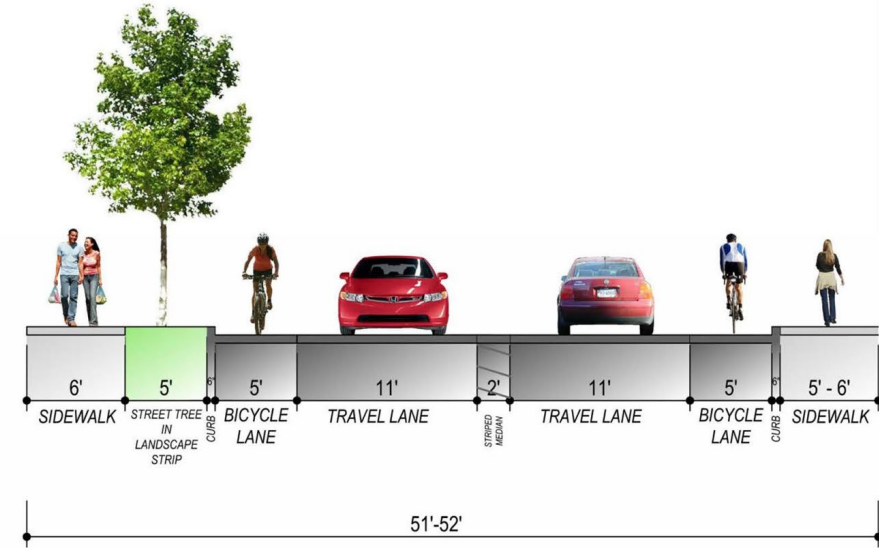 6' 5' 6" 5' 11' 2' 11' 5' 6" 5' - 6'
SIDEWALK
STREET TREE
IN
LANDSCAPE
STRIP
CURB
BICYCLE
LANE
TRAVEL LANE
STRIPED
MEDIAN
TRAVEL LANE
BICYCLE
LANE
CURB
SIDEWALK
51'-52'